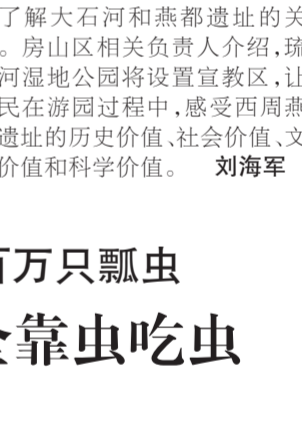 了解大石河和燕都遗址的关
。房山区相关负责人介绍,琉
河湿地公园将设置宣教区,让
民在游园过程中,感受西周燕
遗址的历史价值、社会价值、文
价值和科学价值。 刘海军
百万只瓢虫
全靠虫吃虫